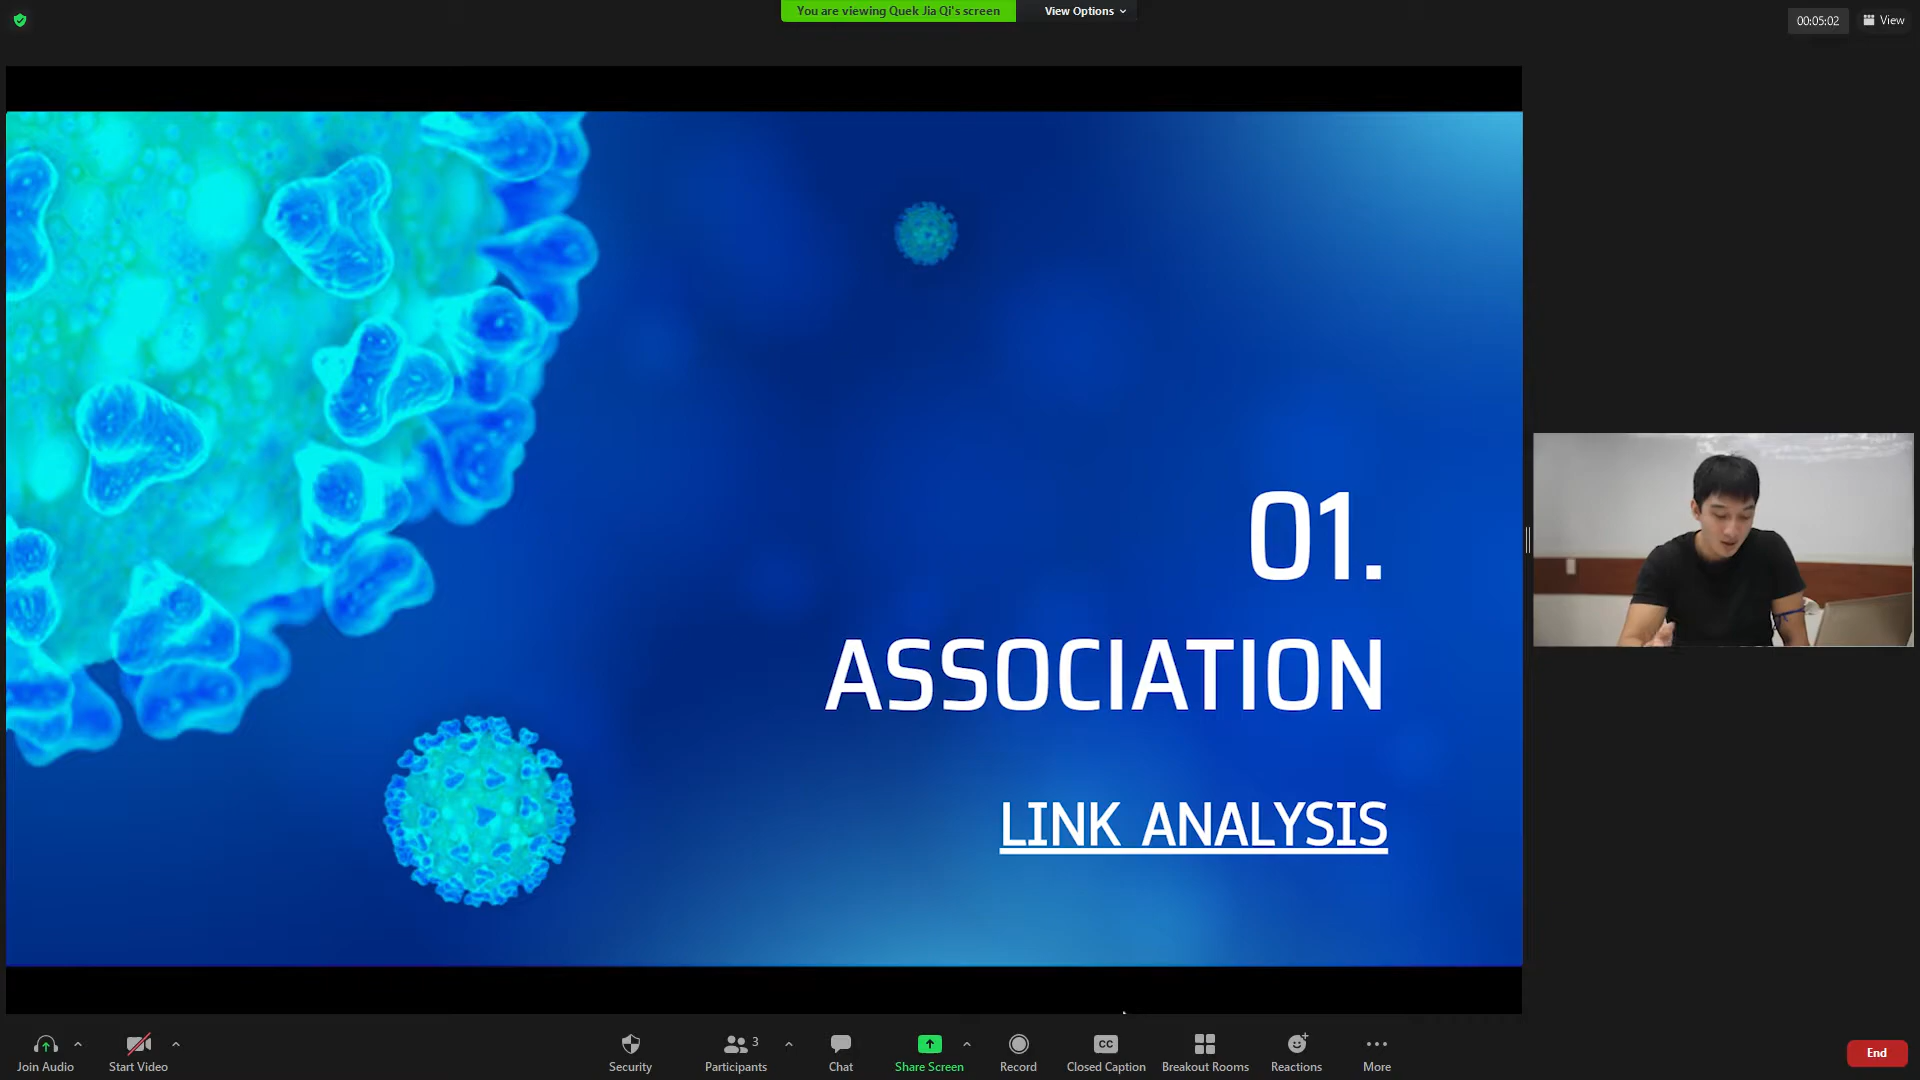 You are viewing Quek Jia Qi's screen
View Options
00:05:02
View
01.
ASSOCIATION
LINK ANALYSIS
Join Audio
Start Video
Security
Participants
3
Chat
Share Screen
Record
CC
Closed Caption
Breakout Rooms
Reactions
More
End